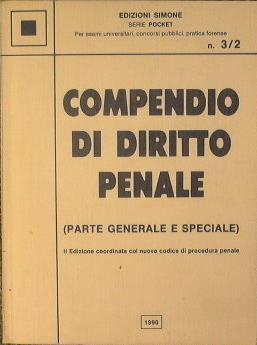 EDIZIONI SIMONE
SERIE POCKET
Per esami universitari, concorsi pubblici, pratica forense
n. 3/2
COMPENDIO
DI DIRITTO
PENALE
(PARTE GENERALE E SPECIALE)
II Edizione coordinata col nuovo codice di procedura penale
1990